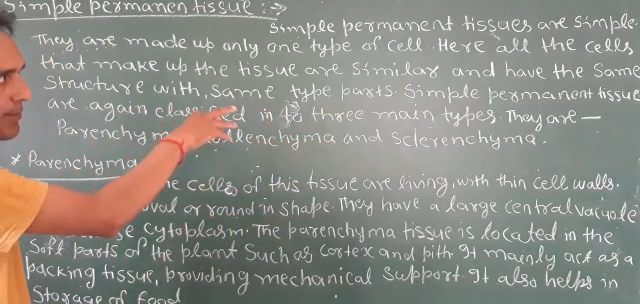 Simple permanen tissue :->
Simple permanent tissues are simple.
They are made up only one type of cell. Here all the cells
that make up the tissue are similar and have the same
structure with, same type parts. Simple permanent tissue
are again in to three main types. They are —
Parenchy lenchyma and Sclerenchyma.
* Parenchyma
cells of this tissue are living, with thin cell walls.
oval or round in shape. They have a large central vacuole
cytoplasm. The parenchyma tissue is located in the
soft parts of the plant such as cortex and pith It mainly act as a
packing tissue, providing mechanical support. It also helps in
storage of food